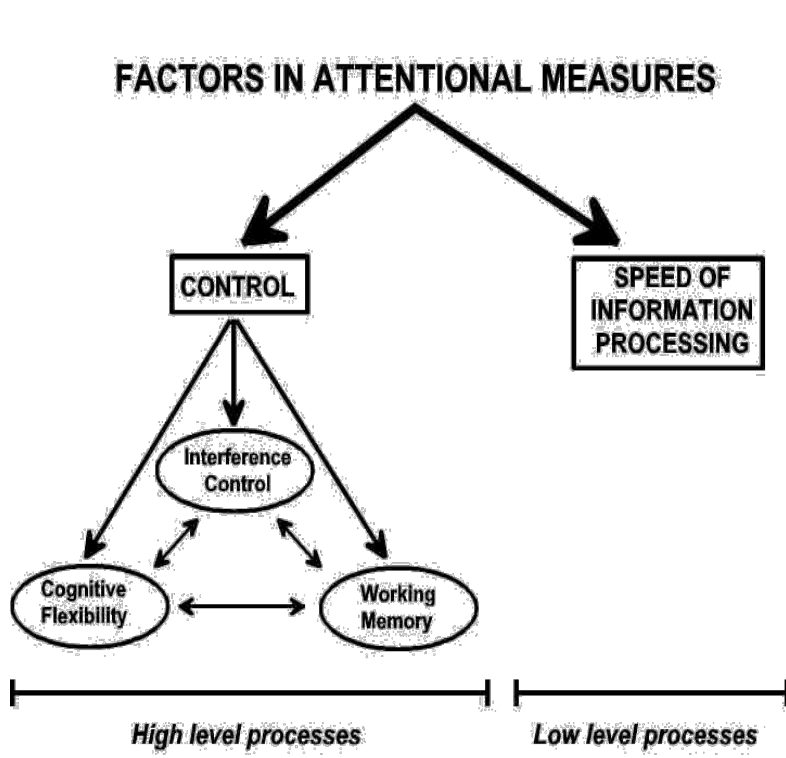 FACTORS IN ATTENTIONAL MEASURES
CONTROL
SPEED OF
INFORMATION
PROCESSING
Interference
Control
Cognitive
Flexibility
Working
Memory
High level processes
Low level processes